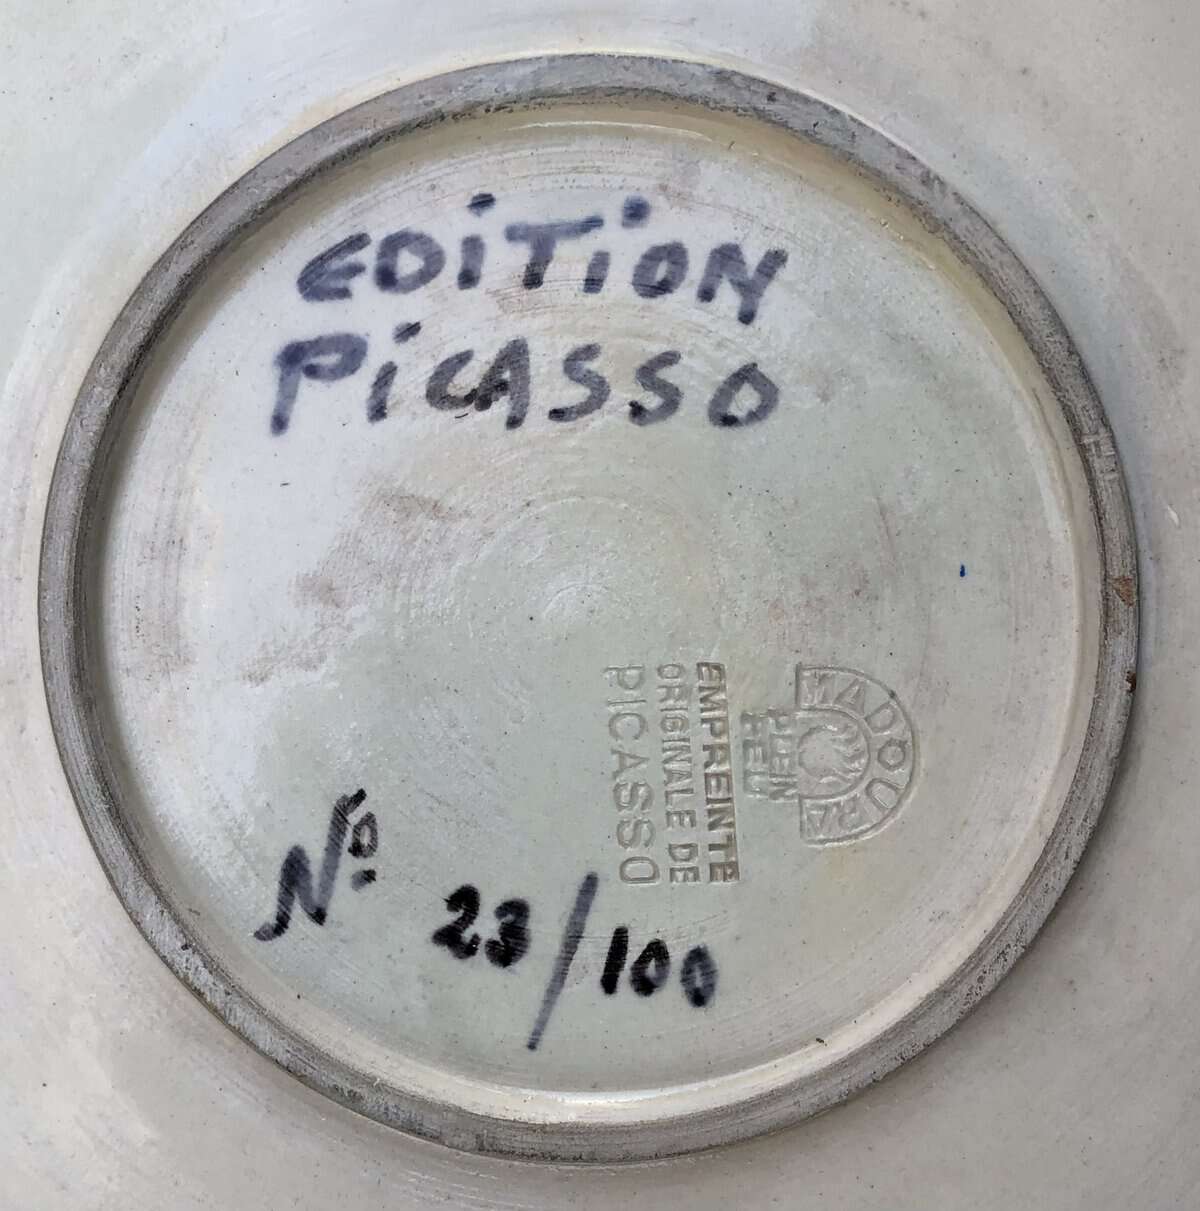 EDITION
PICASSO
MADOURA
PLEIN
FEU
EMPREINTE
ORIGINALE DE
PICASSO
No. 23/100